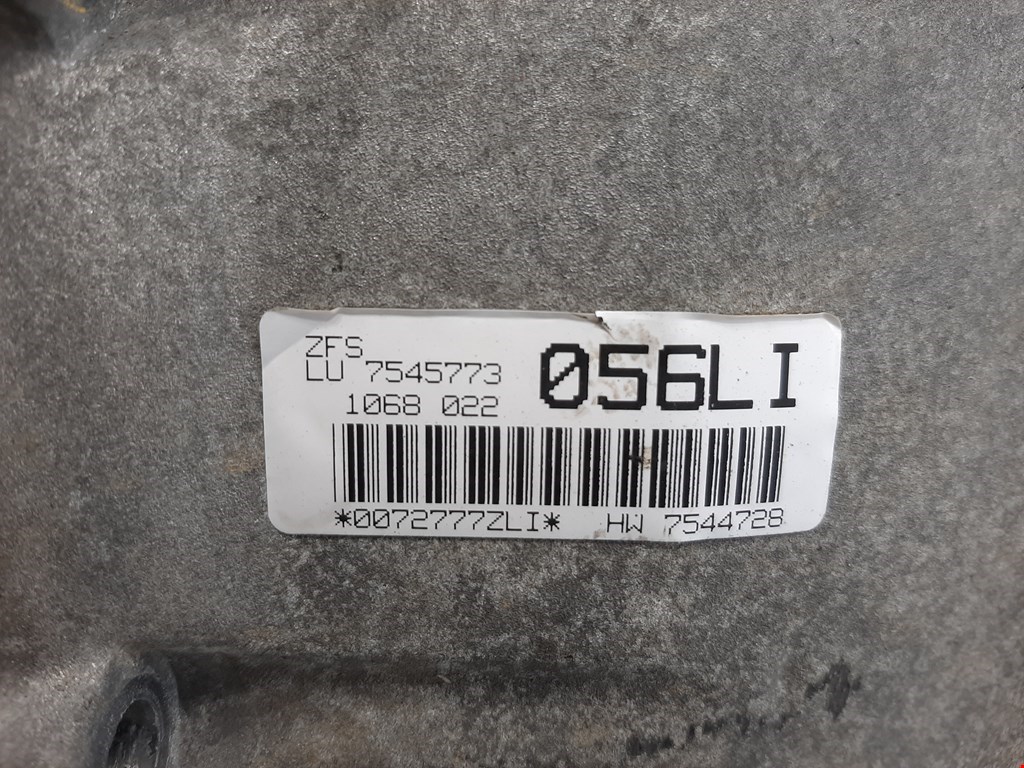 ZFS
LU 7545773
1068 022
056LI
*0072777ZLI* HW 7544728